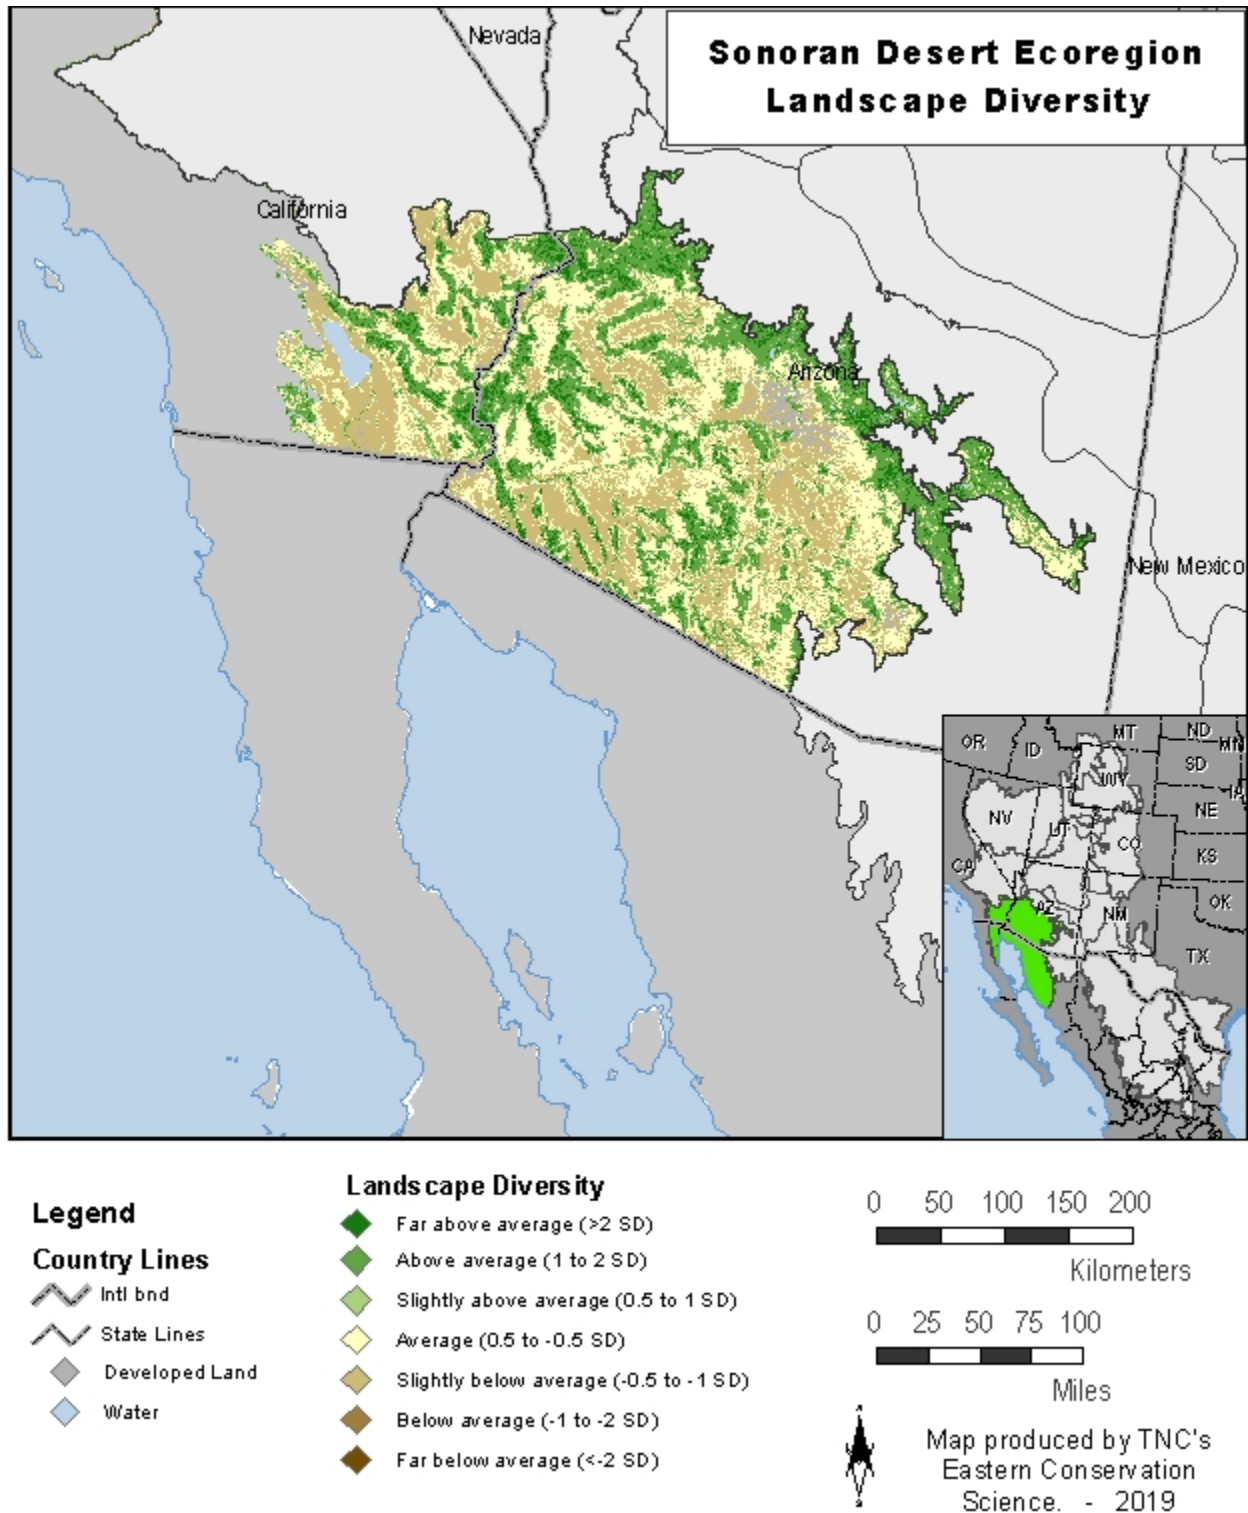 Sonoran Desert Ecoregion
Landscape Diversity
Nevada
California
Arizona
New Mexico
OR
ID
MT
ND
MN
SD
WY
IA
NE
NV
UT
CO
KS
CA
OK
AZ
NM
TX
Legend
Country Lines
Intl bnd
State Lines
Developed Land
Water
Landscape Diversity
Far above average (>2 SD)
Above average (1 to 2 SD)
Slightly above average (0.5 to 1 SD)
Average (0.5 to -0.5 SD)
Slightly below average (-0.5 to -1 SD)
Below average (-1 to -2 SD)
Far below average (<-2 SD)
0 50 100 150 200
Kilometers
0 25 50 75 100
Miles
Map produced by TNC's
Eastern Conservation
Science. - 2019